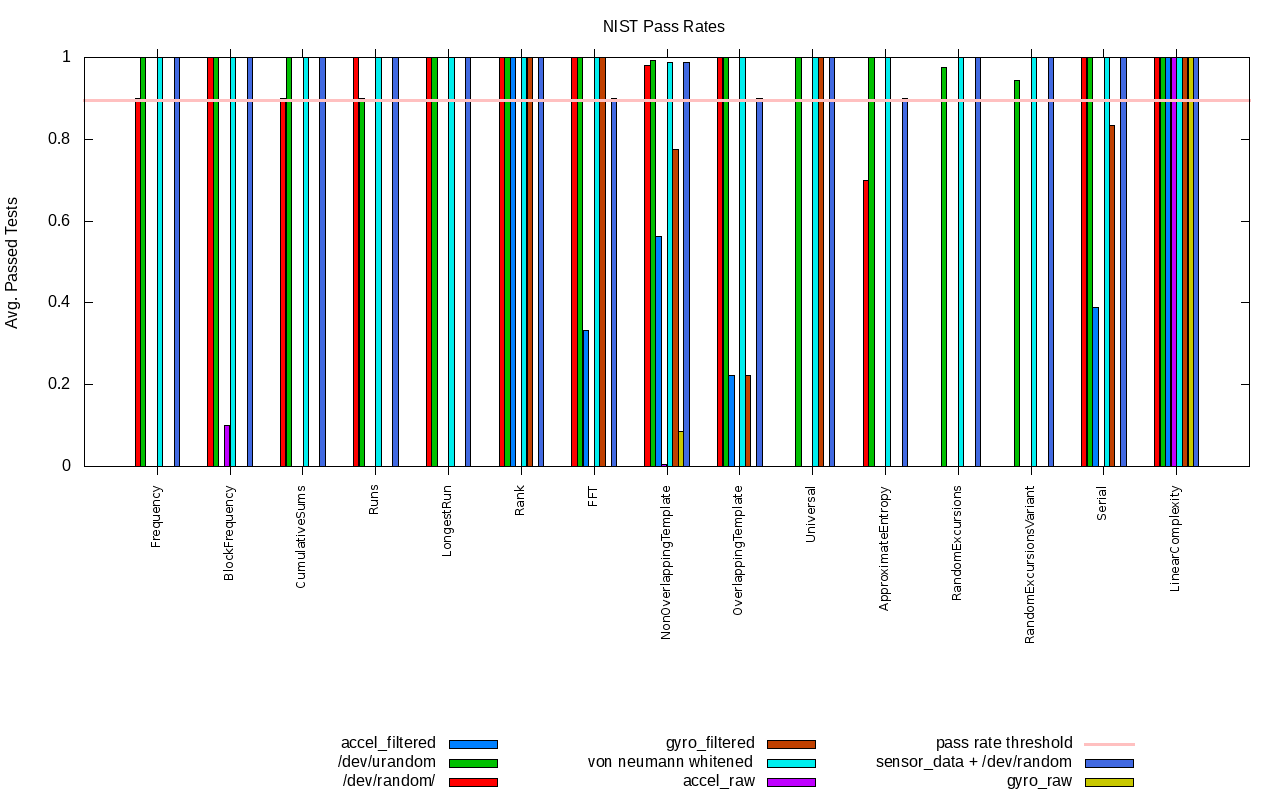 NIST Pass Rates
1
0.8
0.6
0.4
0.2
0
Avg. Passed Tests
Frequency
BlockFrequency
CumulativeSums
Runs
LongestRun
Rank
FFT
NonOverlappingTemplate
OverlappingTemplate
Universal
ApproximateEntropy
RandomExcursions
RandomExcursionsVariant
Serial
LinearComplexity
accel_filtered
/dev/urandom
/dev/random/
gyro_filtered
von neumann whitened
accel_raw
pass rate threshold
sensor_data + /dev/random
gyro_raw